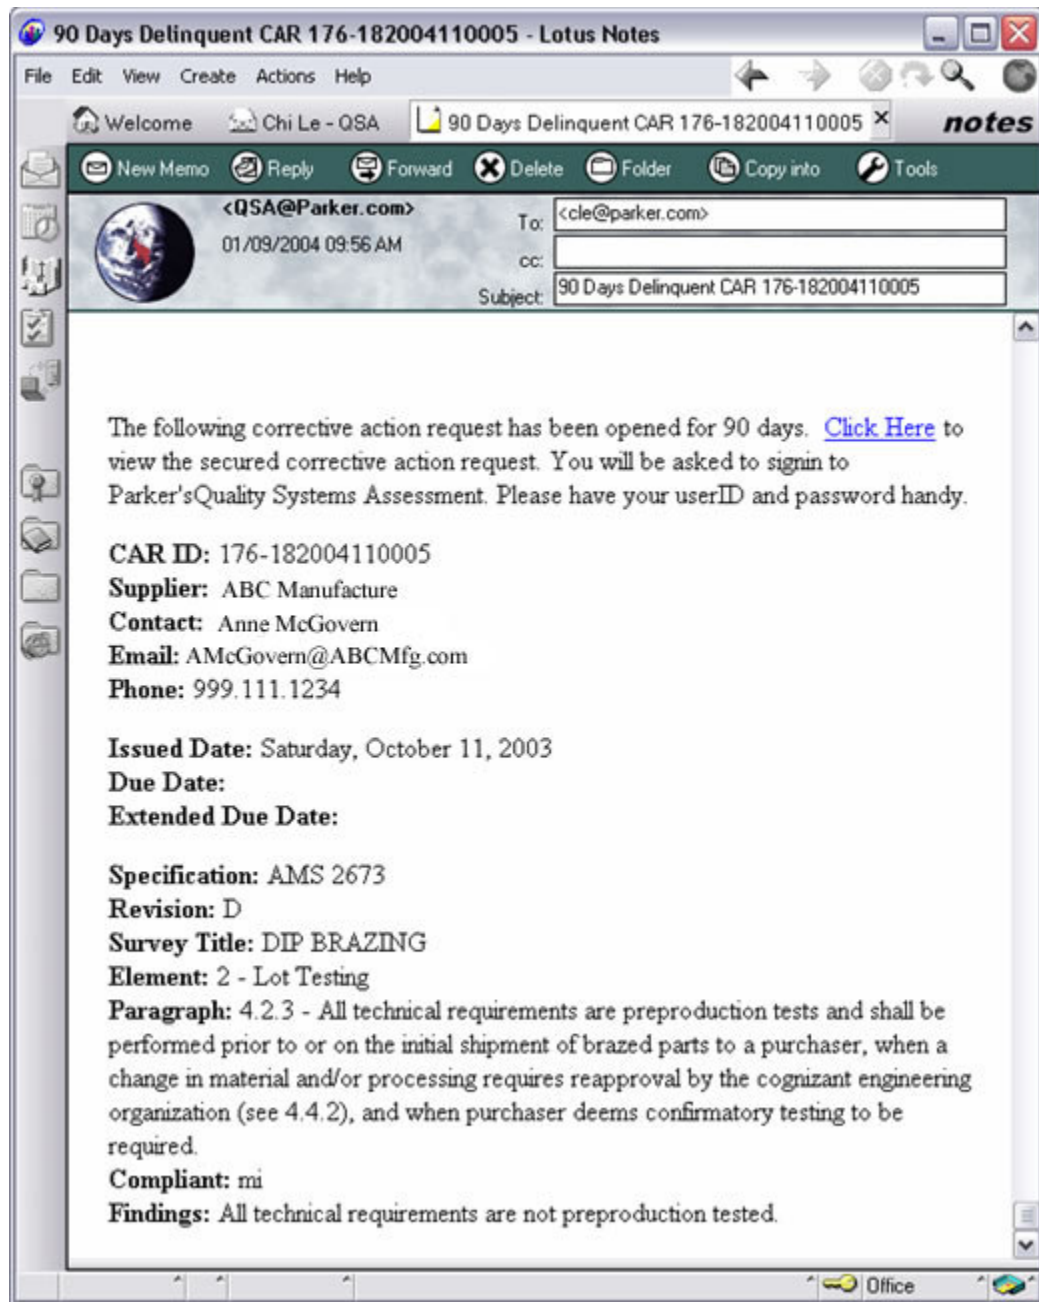 90 Days Delinquent CAR 176-182004110005 - Lotus Notes
File Edit View Create Actions Help
Welcome Chi Le - QSA 90 Days Delinquent CAR 176-182004110005 notes
New Memo Reply Forward Delete Folder Copy into Tools
<QSA@Parker.com>
01/09/2004 09:56 AM
To: <cle@parker.com>
cc:
Subject: 90 Days Delinquent CAR 176-182004110005
The following corrective action request has been opened for 90 days. Click Here to
view the secured corrective action request. You will be asked to signin to
Parker'sQuality Systems Assessment. Please have your userID and password handy.
CAR ID: 176-182004110005
Supplier: ABC Manufacture
Contact: Anne McGovern
Email: AMcGovern@ABCMfg.com
Phone: 999.111.1234
Issued Date: Saturday, October 11, 2003
Due Date:
Extended Due Date:
Specification: AMS 2673
Revision: D
Survey Title: DIP BRAZING
Element: 2 - Lot Testing
Paragraph: 4.2.3 - All technical requirements are preproduction tests and shall be
performed prior to or on the initial shipment of brazed parts to a purchaser, when a
change in material and/or processing requires reapproval by the cognizant engineering
organization (see 4.4.2), and when purchaser deems confirmatory testing to be
required.
Compliant: mi
Findings: All technical requirements are not preproduction tested.
Office